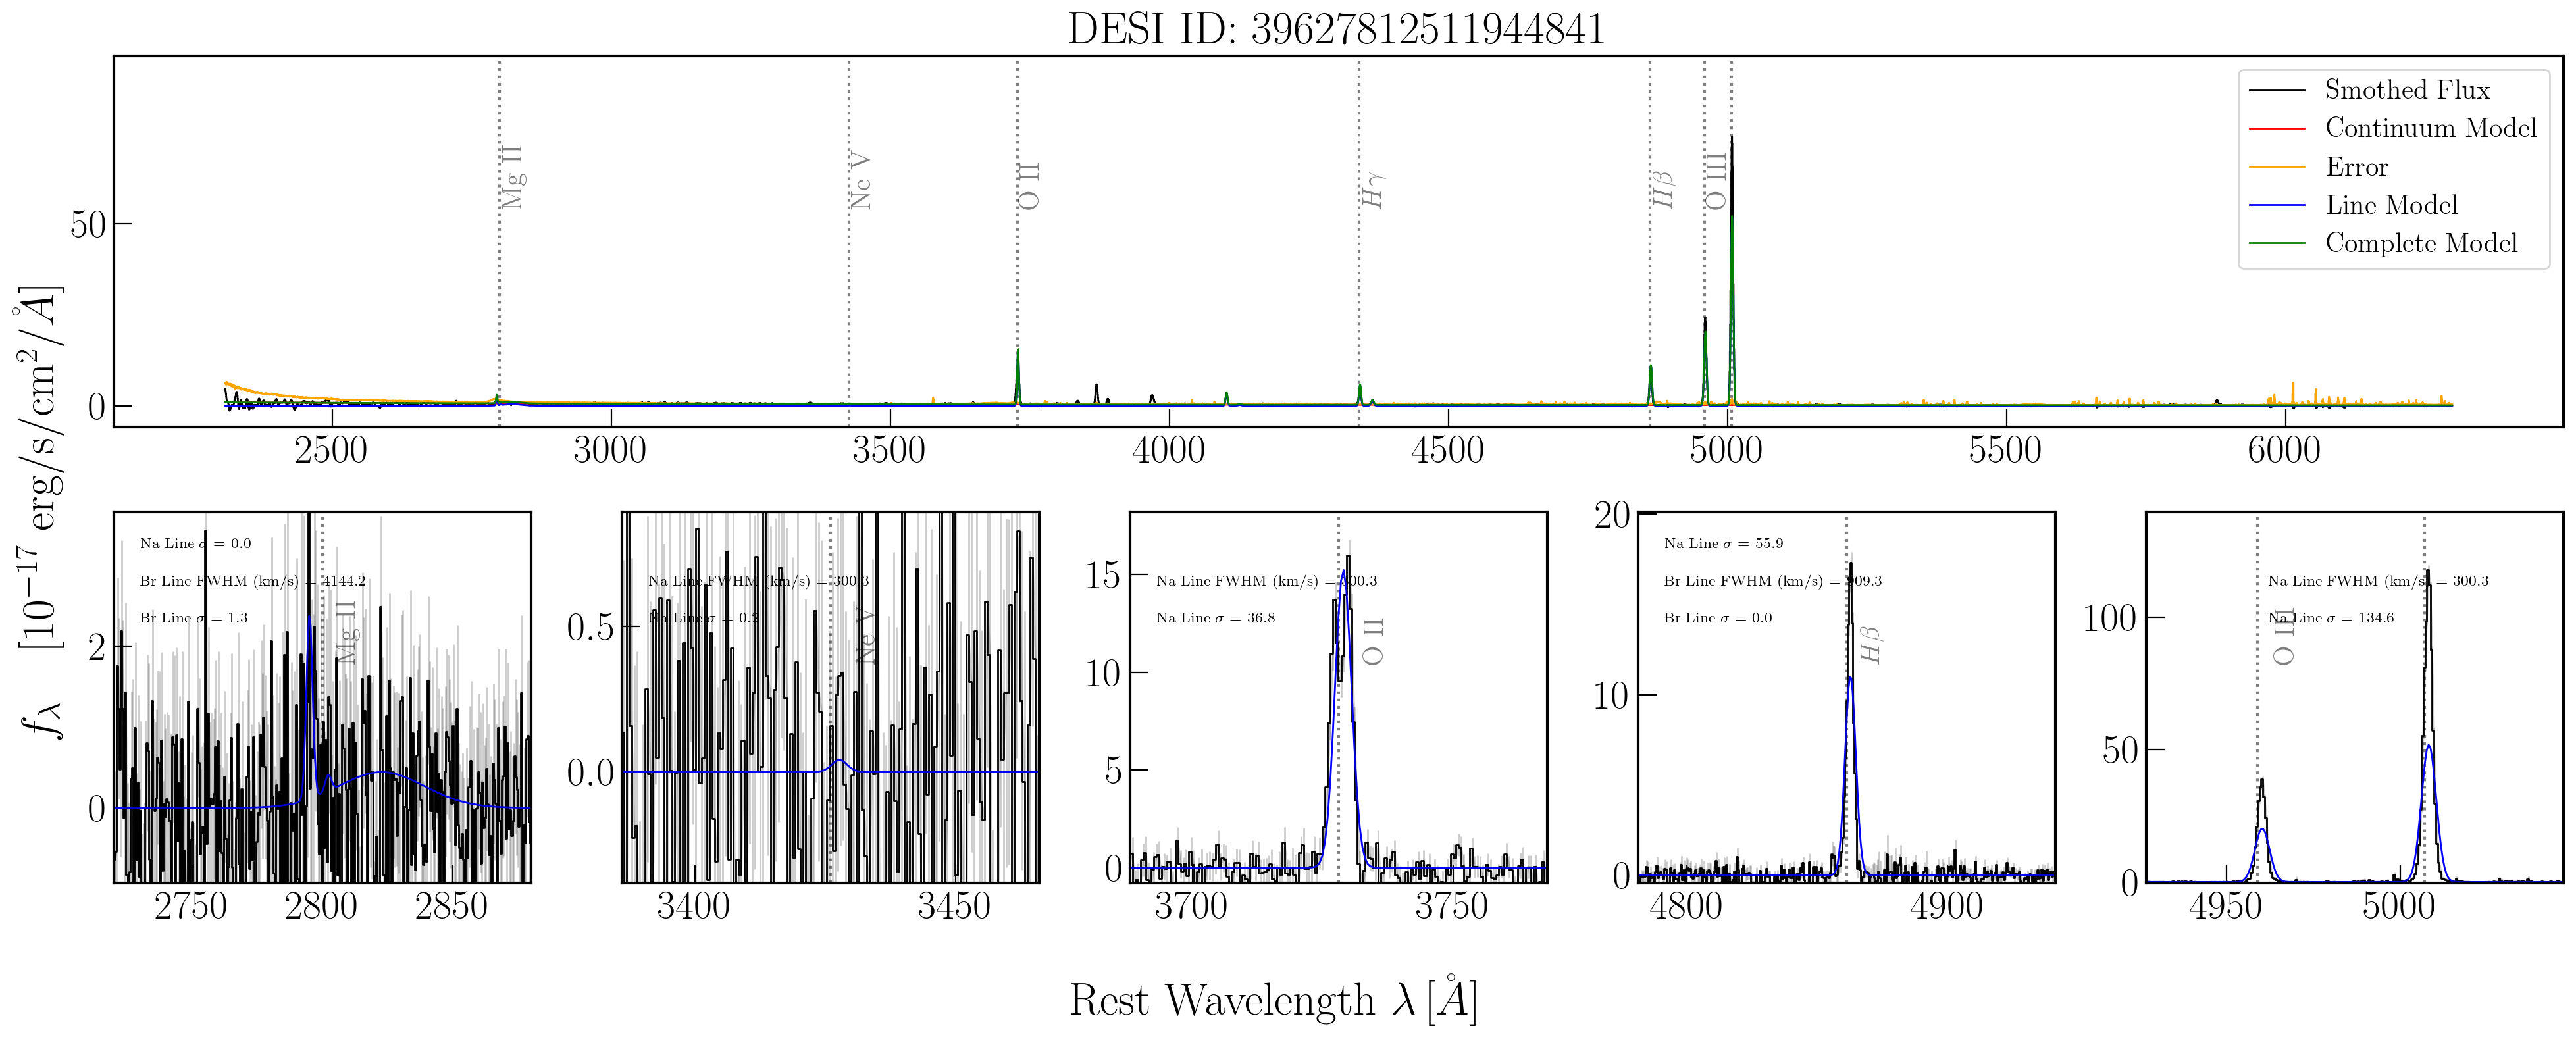 DESI ID: 39627812511944841
Smothed Flux
Continuum Model
Error
Line Model
Complete Model
Mg II
Ne V
O II
Hγ
Hβ
O III
50
0
2500 3000 3500 4000 4500 5000 5500 6000
f_λ [10⁻¹⁷ erg/s/cm²/Å]
Na Line σ = 0.0
Br Line FWHM (km/s) = 4144.2
Br Line σ = 1.3
Mg II
2
0
2750 2800 2850
Na Line FWHM (km/s) = 300.3
Na Line σ = 0.2
Ne V
0.5
0.0
3400 3450
Na Line FWHM (km/s) = 300.3
Na Line σ = 36.8
O II
15
10
5
0
3700 3750
Na Line σ = 55.9
Br Line FWHM (km/s) = 909.3
Br Line σ = 0.0
Hβ
20
10
0
4800 4900
Na Line FWHM (km/s) = 300.3
Na Line σ = 134.6
O III
100
50
0
4950 5000
Rest Wavelength λ [Å]